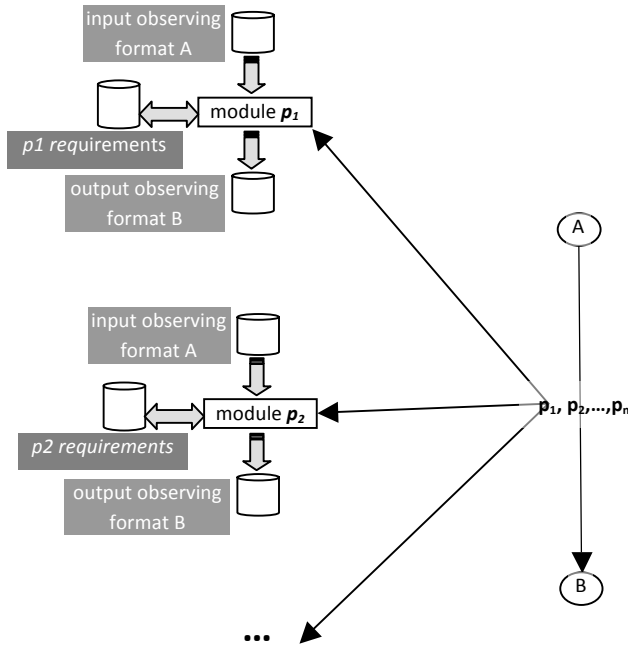 input observing
format A
module p₁
p1 requirements
output observing
format B
A
input observing
format A
p₁, p₂,...,pₙ
module p₂
p2 requirements
output observing
format B
B
...